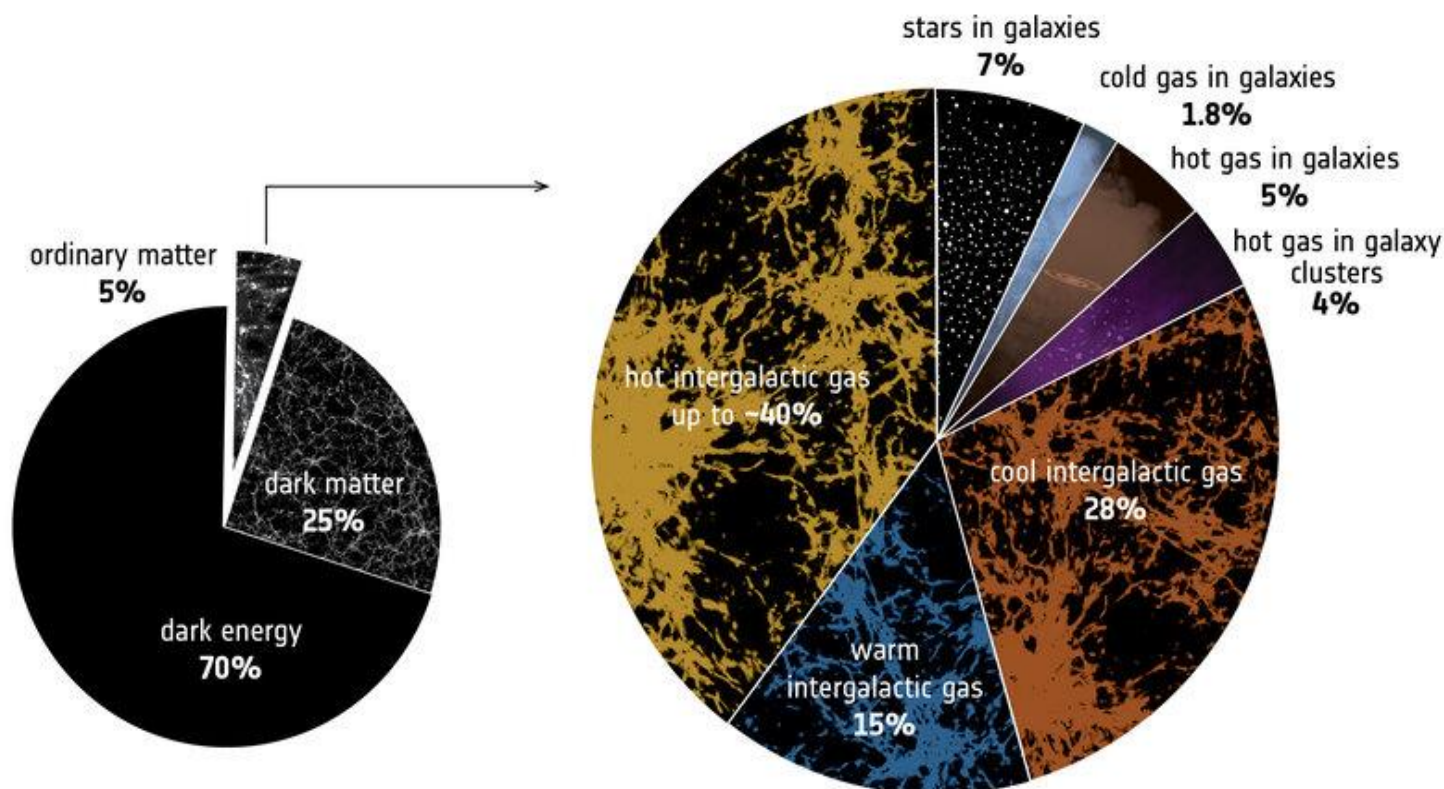 ordinary matter
5%
dark matter
25%
dark energy
70%
stars in galaxies
7%
cold gas in galaxies
1.8%
hot gas in galaxies
5%
hot gas in galaxy
clusters
4%
hot intergalactic gas
up to ~40%
cool intergalactic gas
28%
warm
intergalactic gas
15%